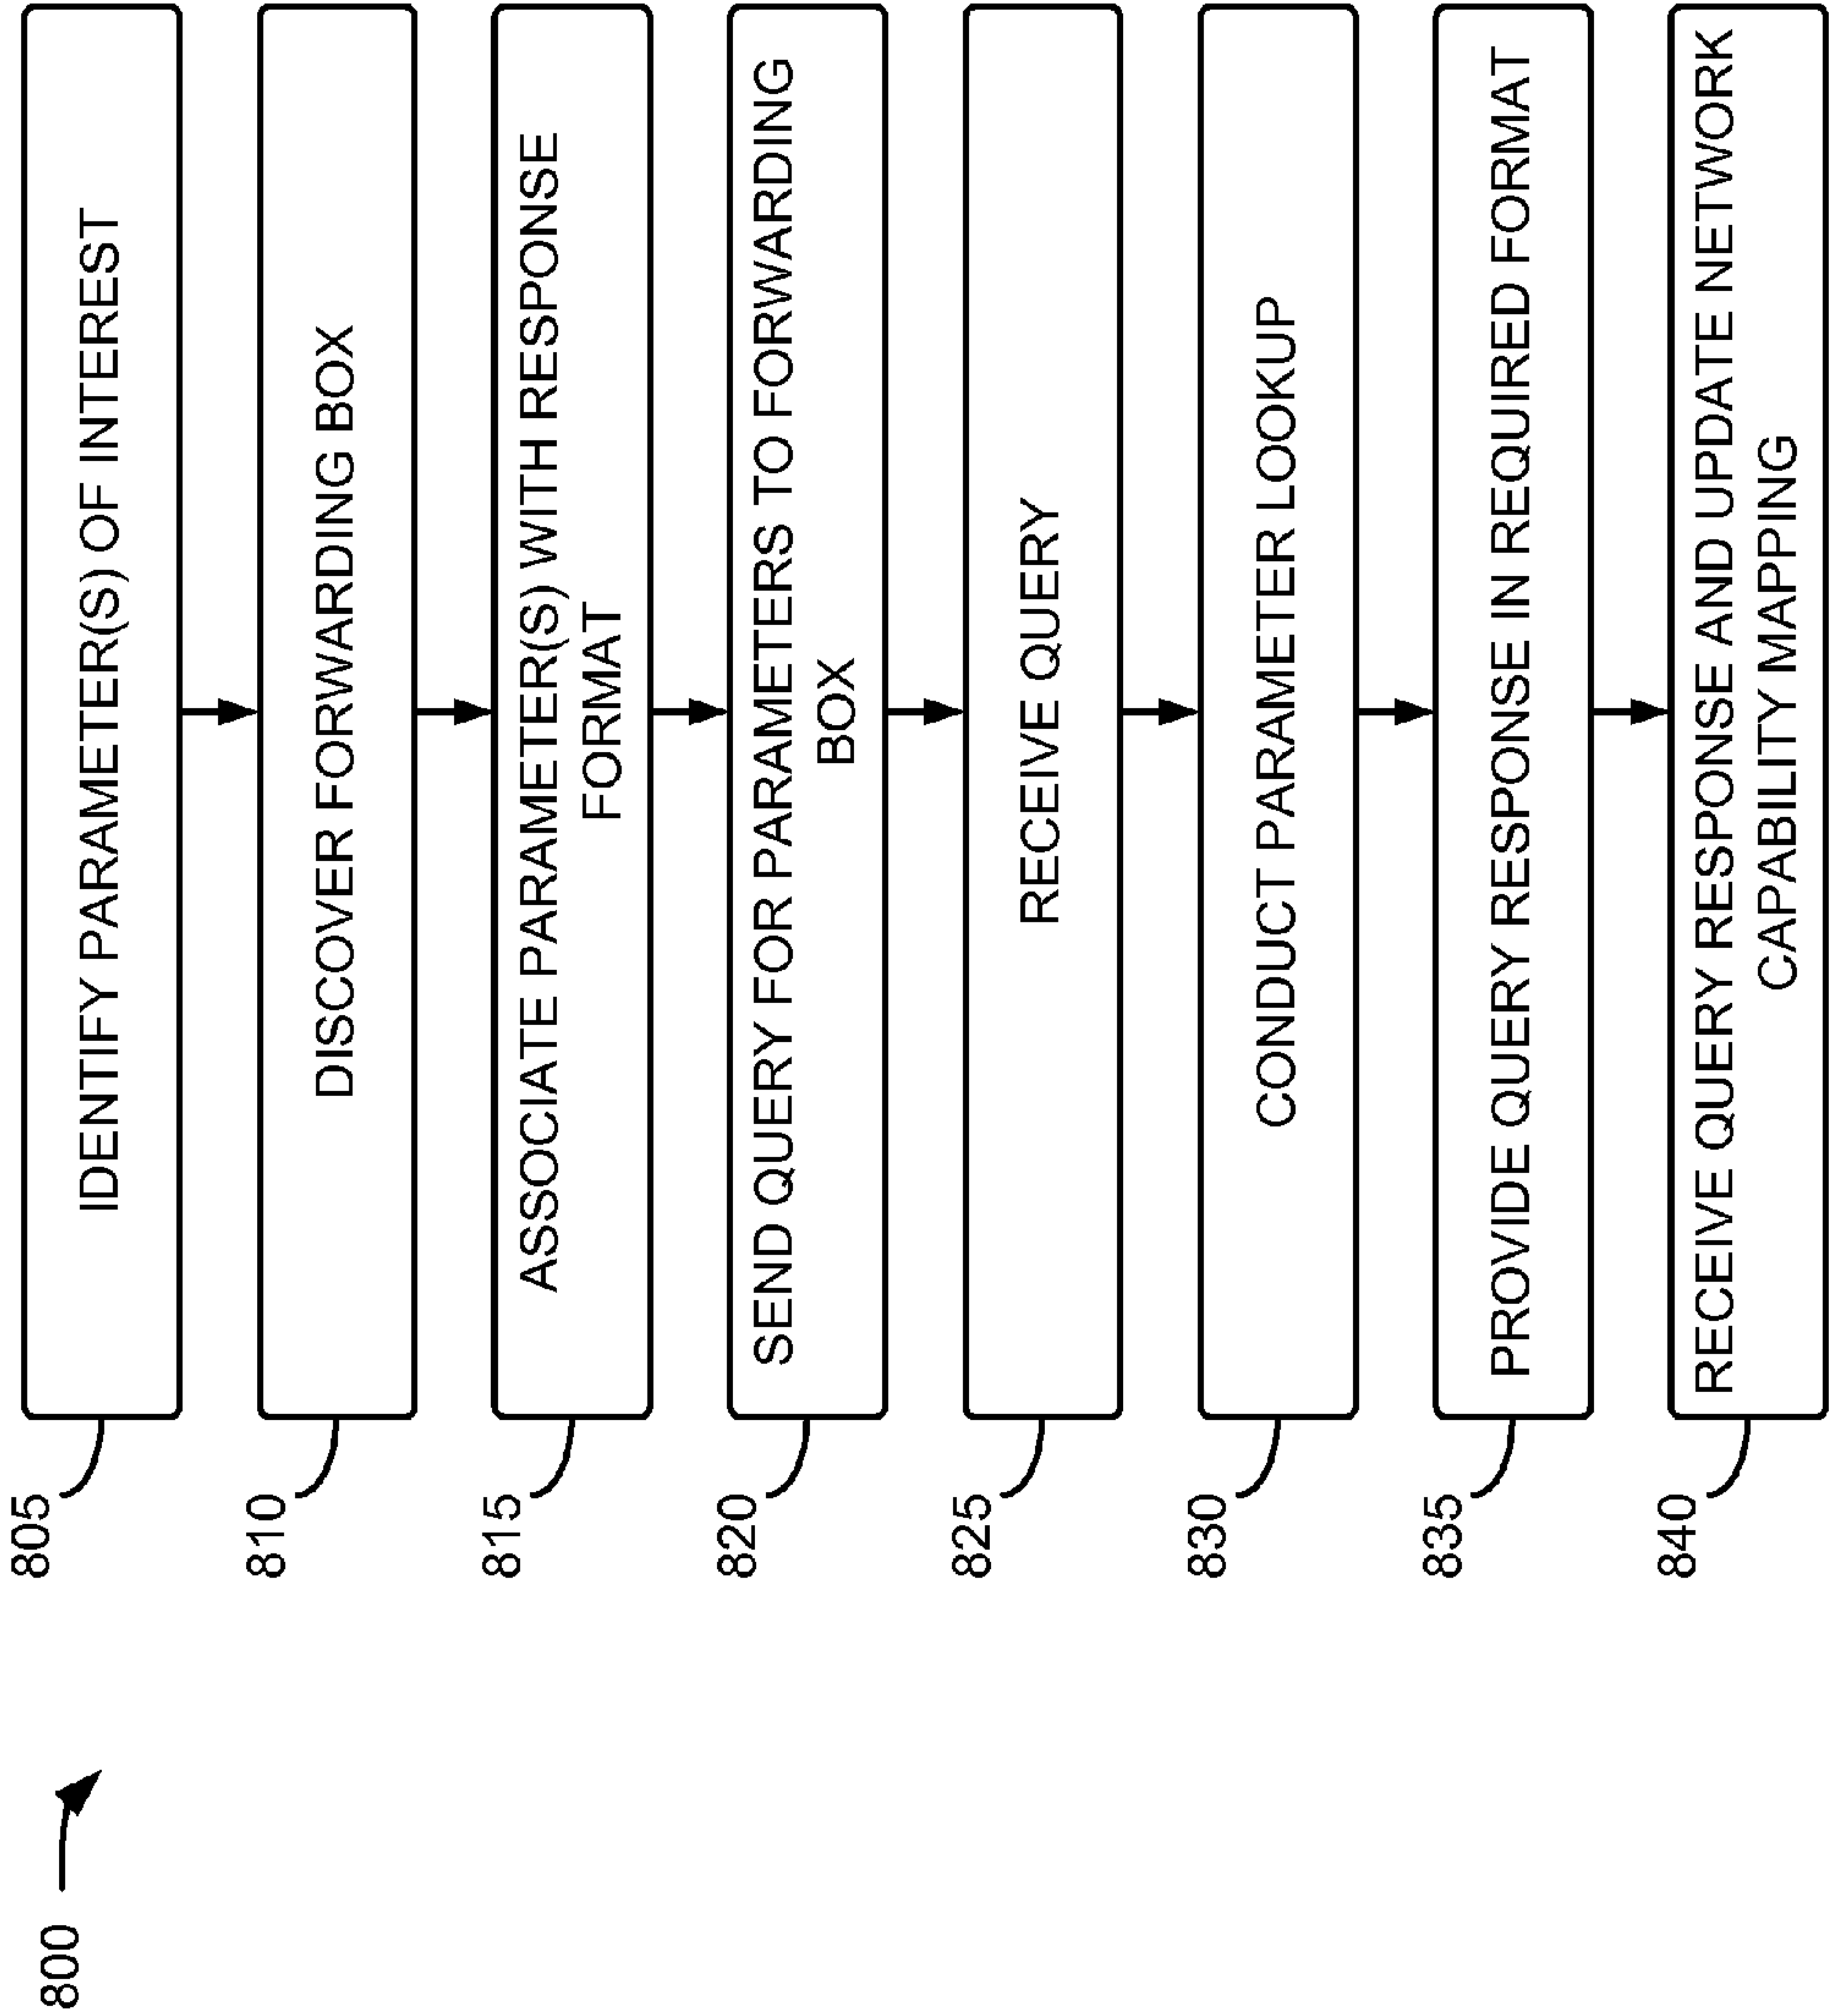 800
805
IDENTIFY PARAMETER(S) OF INTEREST
810
DISCOVER FORWARDING BOX
815
ASSOCIATE PARAMETER(S) WITH RESPONSE
FORMAT
820
SEND QUERY FOR PARAMETERS TO FORWARDING
BOX
825
RECEIVE QUERY
830
CONDUCT PARAMETER LOOKUP
835
PROVIDE QUERY RESPONSE IN REQUIRED FORMAT
840
RECEIVE QUERY RESPONSE AND UPDATE NETWORK
CAPABILITY MAPPING